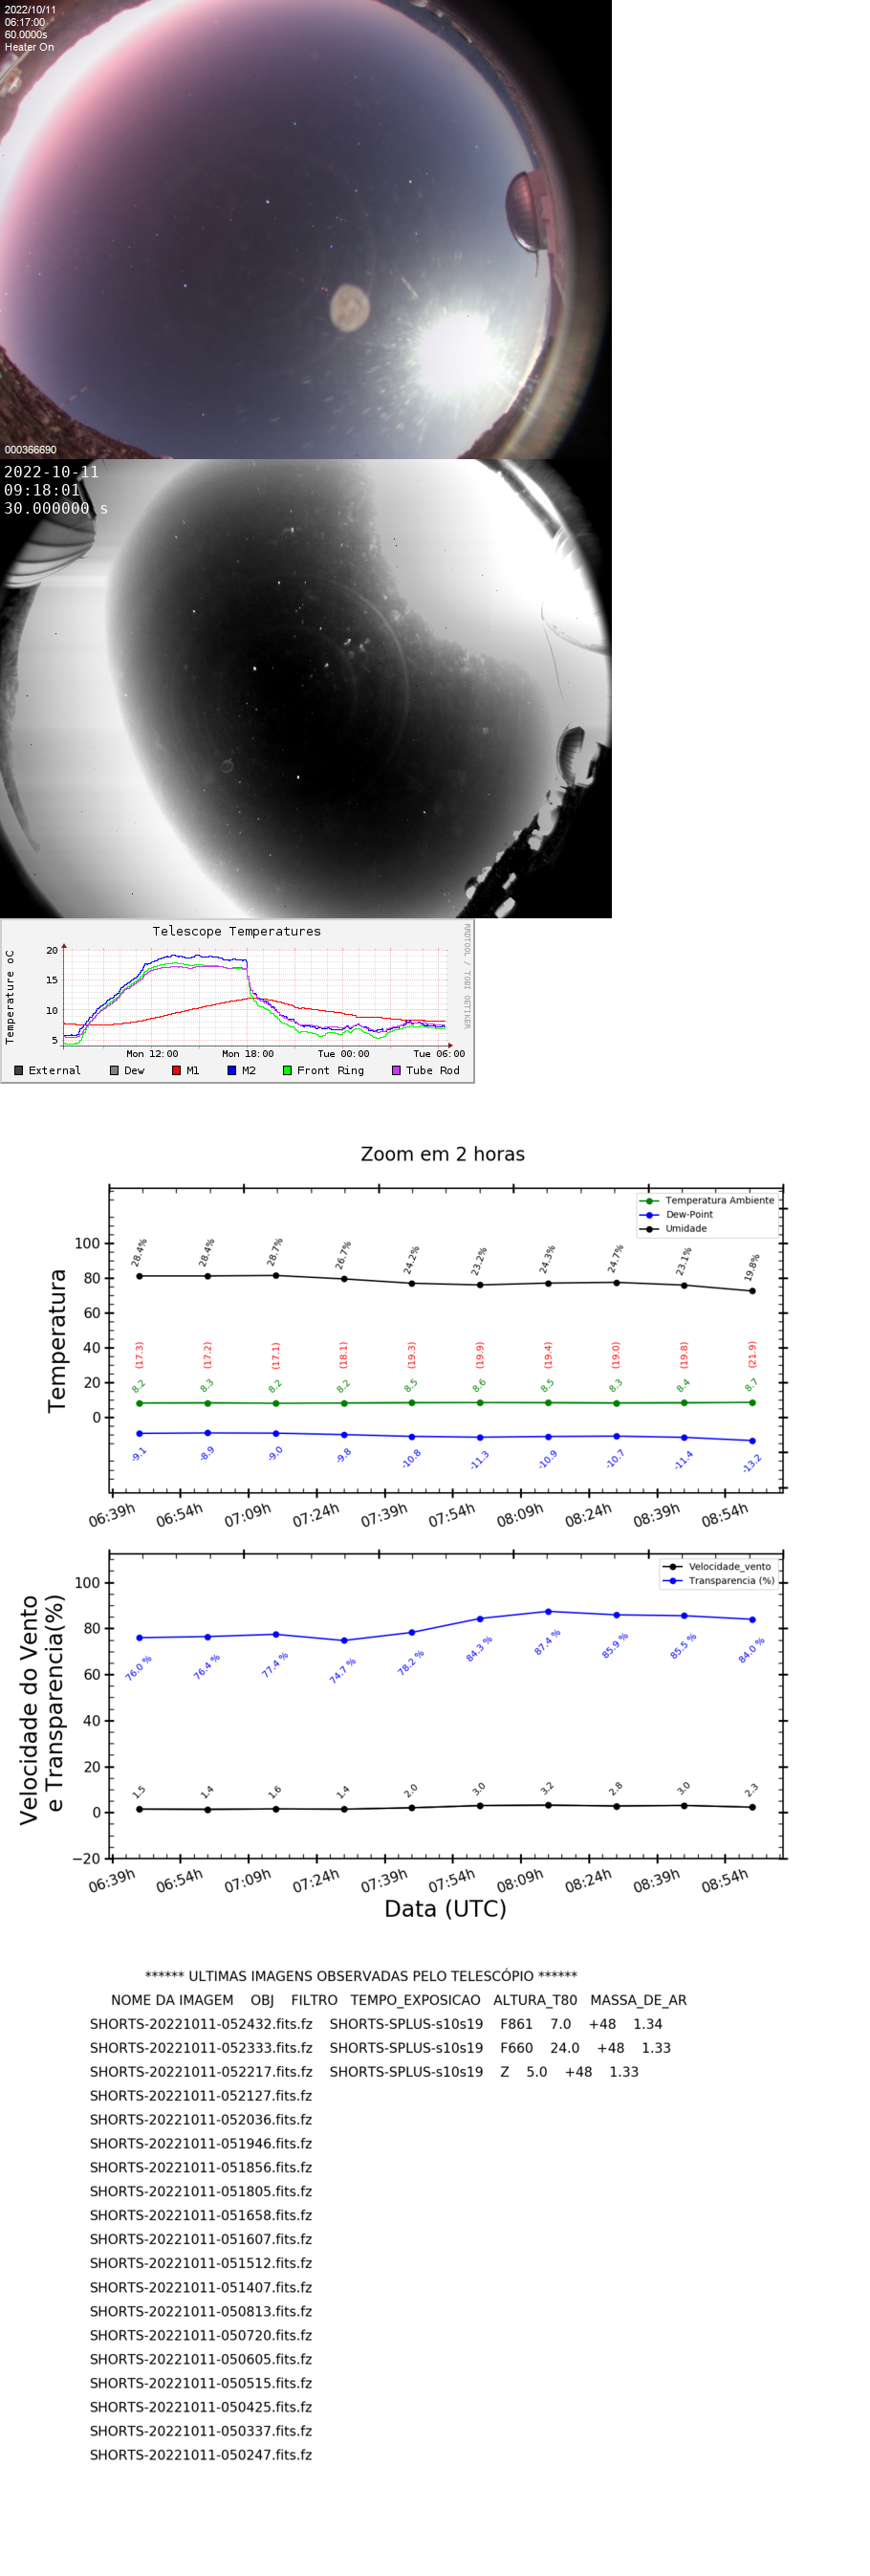 2022/10/11
06:17:00
60.0000s
Heater On
000366690
2022-10-11
09:18:01
30.000000 s
Telescope Temperatures
RRDTOOL / TOBI OETIKER
Temperature oC
20
15
10
5
Mon 12:00 Mon 18:00 Tue 00:00 Tue 06:00
External Dew M1 M2 Front Ring Tube Rod
Zoom em 2 horas
Temperatura Ambiente
Dew-Point
Umidade
Temperatura
100
80
60
40
20
0
28.4% 28.4% 28.7% 26.7% 24.2% 23.2% 24.3% 24.7% 23.1% 19.8%
(17.3) (17.2) (17.1) (18.1) (19.3) (19.9) (19.4) (19.0) (19.8) (21.9)
8.2 8.3 8.2 8.2 8.5 8.6 8.5 8.3 8.4 8.7
-9.1 -8.9 -9.0 -9.8 -10.8 -11.3 -10.9 -10.7 -11.4 -13.2
06:39h 06:54h 07:09h 07:24h 07:39h 07:54h 08:09h 08:24h 08:39h 08:54h
Velocidade_vento
Transparencia (%)
Velocidade do Vento
e Transparencia(%)
100
80
60
40
20
0
−20
76.0 % 76.4 % 77.4 % 74.7 % 78.2 % 84.3 % 87.4 % 85.9 % 85.5 % 84.0 %
1.5 1.4 1.6 1.4 2.0 3.0 3.2 2.8 3.0 2.3
06:39h 06:54h 07:09h 07:24h 07:39h 07:54h 08:09h 08:24h 08:39h 08:54h
Data (UTC)
****** ULTIMAS IMAGENS OBSERVADAS PELO TELESCÓPIO ******
NOME DA IMAGEM OBJ FILTRO TEMPO_EXPOSICAO ALTURA_T80 MASSA_DE_AR
SHORTS-20221011-052432.fits.fz SHORTS-SPLUS-s10s19 F861 7.0 +48 1.34
SHORTS-20221011-052333.fits.fz SHORTS-SPLUS-s10s19 F660 24.0 +48 1.33
SHORTS-20221011-052217.fits.fz SHORTS-SPLUS-s10s19 Z 5.0 +48 1.33
SHORTS-20221011-052127.fits.fz
SHORTS-20221011-052036.fits.fz
SHORTS-20221011-051946.fits.fz
SHORTS-20221011-051856.fits.fz
SHORTS-20221011-051805.fits.fz
SHORTS-20221011-051658.fits.fz
SHORTS-20221011-051607.fits.fz
SHORTS-20221011-051512.fits.fz
SHORTS-20221011-051407.fits.fz
SHORTS-20221011-050813.fits.fz
SHORTS-20221011-050720.fits.fz
SHORTS-20221011-050605.fits.fz
SHORTS-20221011-050515.fits.fz
SHORTS-20221011-050425.fits.fz
SHORTS-20221011-050337.fits.fz
SHORTS-20221011-050247.fits.fz